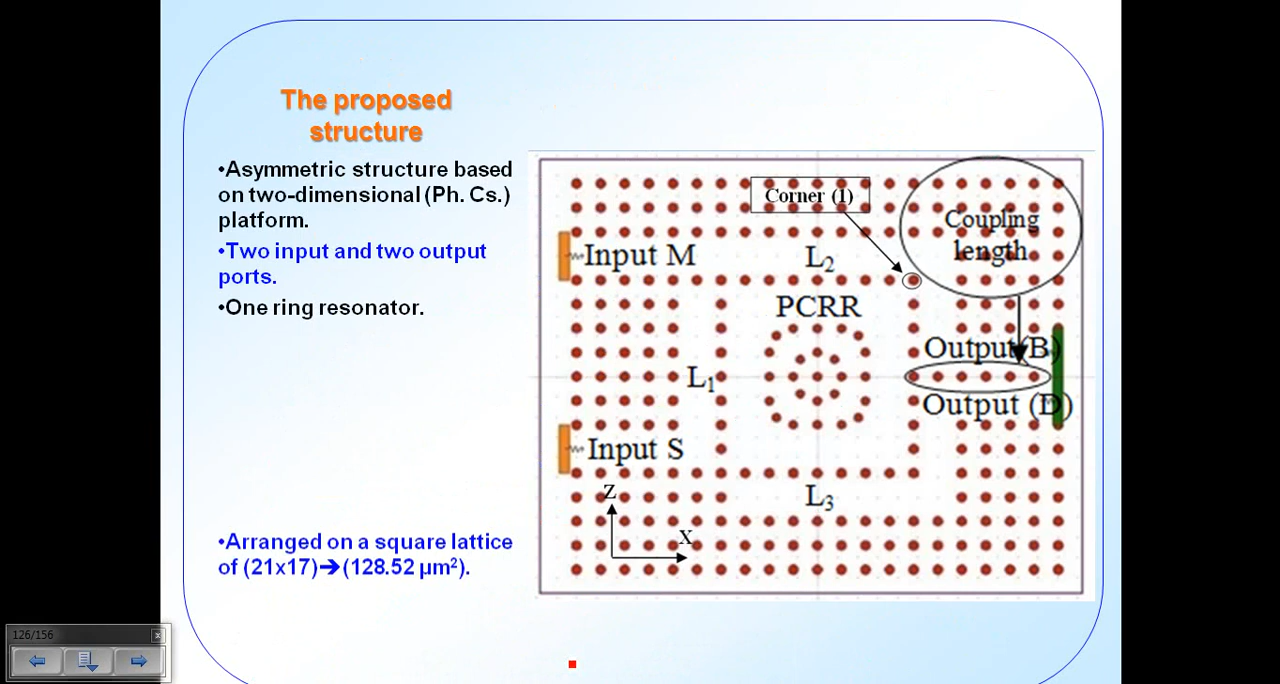 The proposed
structure
•Asymmetric structure based
on two-dimensional (Ph. Cs.)
platform.
•Two input and two output
ports.
•One ring resonator.
•Arranged on a square lattice
of (21x17)➔(128.52 µm²).
Corner (1)
Coupling
length
Input M
L₂
PCRR
Output (B)
L₁
Output (D)
Input S
L₃
Z
X
126/156
x